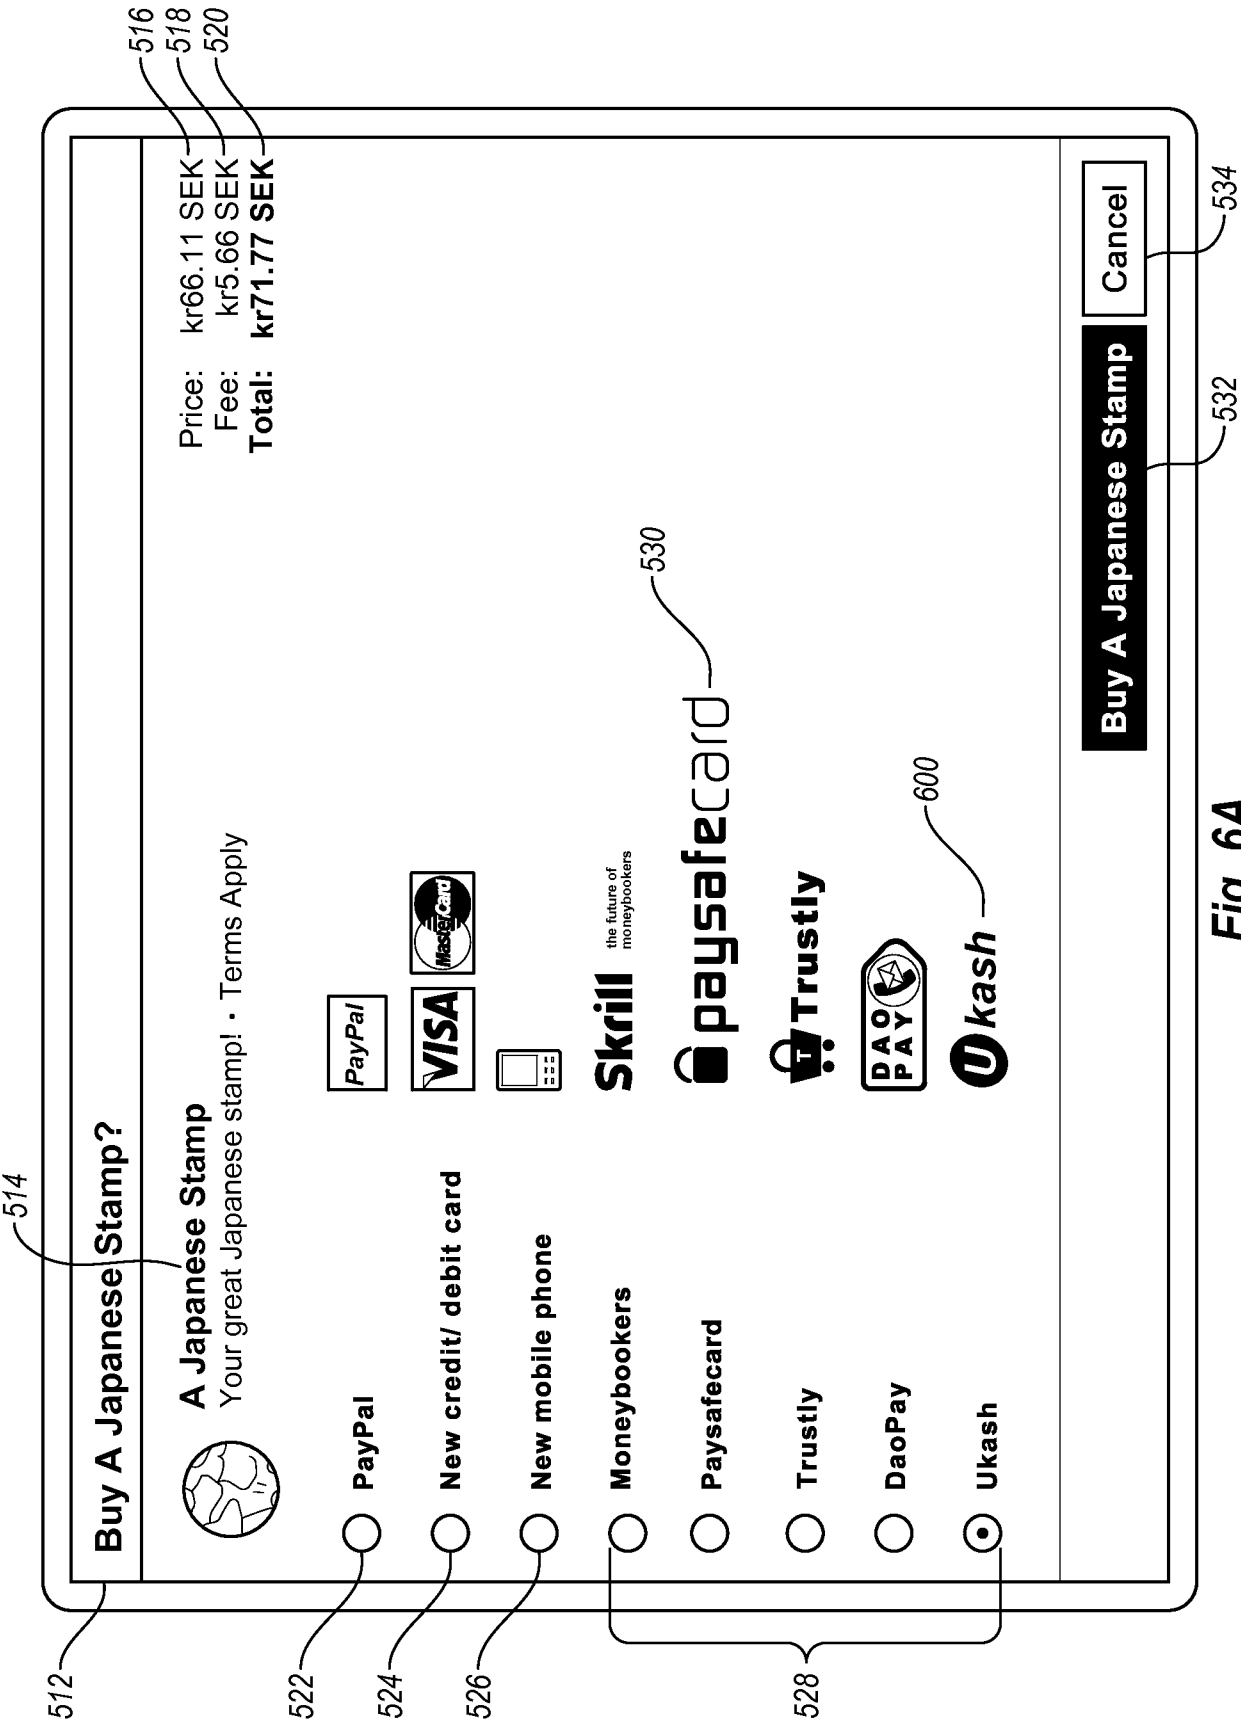 512
514
516
518
520
Buy A Japanese Stamp?
A Japanese Stamp
Your great Japanese stamp! · Terms Apply
Price: kr66.11 SEK
Fee: kr5.66 SEK
Total: kr71.77 SEK
522
PayPal
PayPal
524
New credit/ debit card
VISA MasterCard
526
New mobile phone
528
Moneybookers
Skrill
the future of
moneybookers
Paysafecard
paysafecard
530
Trustly
T Trustly
DaoPay
DAO
PAY
Ukash
Ukash
600
Buy A Japanese Stamp
Cancel
532
534
Fig. 6A